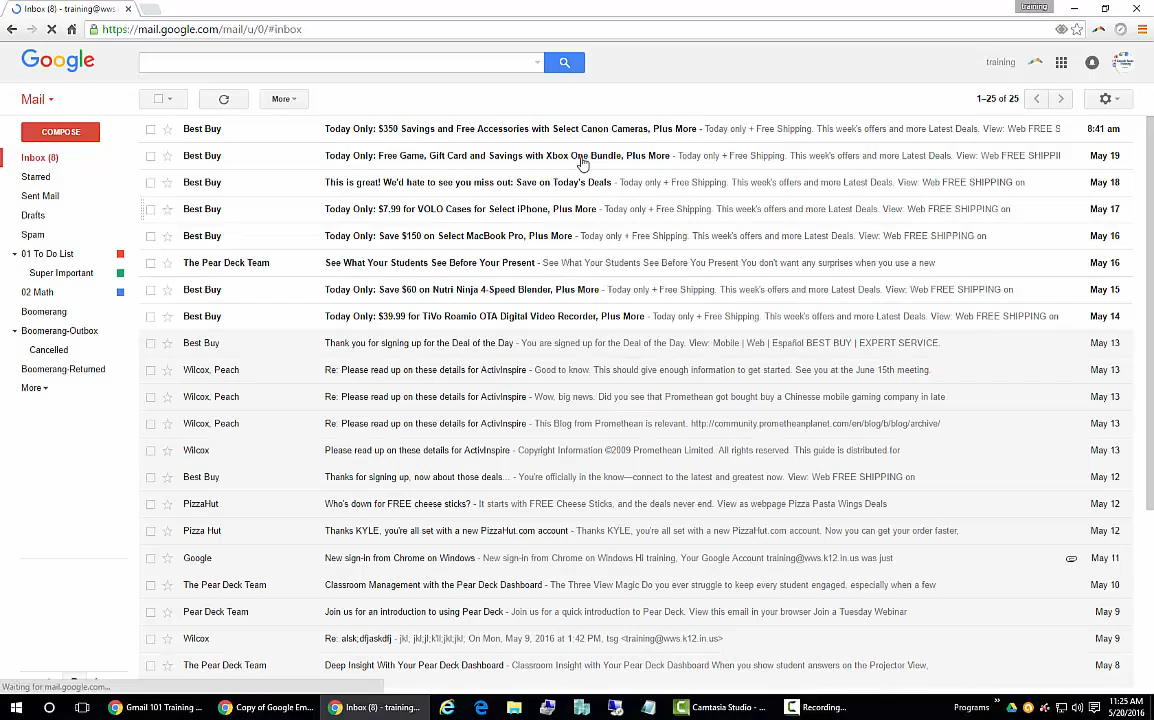 Inbox (8) - training@wws
training
https://mail.google.com/mail/u/0/#inbox
Google
training
Mail
More
1–25 of 25
COMPOSE
Inbox (8)
Starred
Sent Mail
Drafts
Spam
01 To Do List
Super Important
02 Math
Boomerang
Boomerang-Outbox
Cancelled
Boomerang-Returned
More
Best Buy Today Only: $350 Savings and Free Accessories with Select Canon Cameras, Plus More - Today only + Free Shipping. This week's offers and more Latest Deals. View: Web FREE S 8:41 am
Best Buy Today Only: Free Game, Gift Card and Savings with Xbox One Bundle, Plus More - Today only + Free Shipping. This week's offers and more Latest Deals. View: Web FREE SHIPPII May 19
Best Buy This is great! We'd hate to see you miss out: Save on Today's Deals - Today only + Free Shipping. This week's offers and more Latest Deals. View: Web FREE SHIPPING on May 18
Best Buy Today Only: $7.99 for VOLO Cases for Select iPhone, Plus More - Today only + Free Shipping. This week's offers and more Latest Deals. View: Web FREE SHIPPING on May 17
Best Buy Today Only: Save $150 on Select MacBook Pro, Plus More - Today only + Free Shipping. This week's offers and more Latest Deals. View: Web FREE SHIPPING on May 16
The Pear Deck Team See What Your Students See Before Your Present - See What Your Students See Before You Present You don't want any surprises when you use a new May 16
Best Buy Today Only: Save $60 on Nutri Ninja 4-Speed Blender, Plus More - Today only + Free Shipping. This week's offers and more Latest Deals. View: Web FREE SHIPPING on May 15
Best Buy Today Only: $39.99 for TiVo Roamio OTA Digital Video Recorder, Plus More - Today only + Free Shipping. This week's offers and more Latest Deals. View: Web FREE SHIPPING on May 14
Best Buy Thank you for signing up for the Deal of the Day - You are signed up for the Deal of the Day. View: Mobile | Web | Español BEST BUY | EXPERT SERVICE. May 13
Wilcox, Peach Re: Please read up on these details for ActivInspire - Good to know. This should give enough information to get started. See you at the June 15th meeting. May 13
Wilcox, Peach Re: Please read up on these details for ActivInspire - Wow, big news. Did you see that Promethean got bought buy a Chinesse mobile gaming company in late May 13
Wilcox, Peach Re: Please read up on these details for ActivInspire - This Blog from Promethean is relevant. http://community.prometheanplanet.com/en/blog/b/blog/archive/ May 13
Wilcox Please read up on these details for ActivInspire - Copyright Information ©2009 Promethean Limited. All rights reserved. This guide is distributed for May 13
Best Buy Thanks for signing up, now about those deals... - You're officially in the know—connect to the latest and greatest now. View: Web FREE SHIPPING on May 12
PizzaHut Who's down for FREE cheese sticks? - It starts with FREE Cheese Sticks, and the deals never end. View as webpage Pizza Pasta Wings Deals May 12
Pizza Hut Thanks KYLE, you're all set with a new PizzaHut.com account - Thanks KYLE, you're all set with a new PizzaHut.com account. Now you can get your order faster, May 12
Google New sign-in from Chrome on Windows - New sign-in from Chrome on Windows Hi training, Your Google Account training@wws.k12.in.us was just May 11
The Pear Deck Team Classroom Management with the Pear Deck Dashboard - The Three View Magic Do you ever struggle to keep every student engaged, especially when a few May 10
Pear Deck Team Join us for an introduction to using Pear Deck - Join us for a quick introduction to Pear Deck. View this email in your browser Join a Tuesday Webinar May 9
Wilcox Re: alsk;dfjaskdfj - jkl; jkl;jl;k'll;jkl;jkl; On Mon, May 9, 2016 at 1:42 PM, tsg <training@wws.k12.in.us> May 9
The Pear Deck Team Deep Insight With Your Pear Deck Dashboard - Classroom Insight with Your Pear Deck Dashboard When you show student answers on the Projector View, May 8
Waiting for mail.google.com...
Gmail 101 Training ...
Copy of Google Em...
Inbox (8) - training...
Camtasia Studio - ...
Recording...
Programs
11:25 AM
5/20/2016